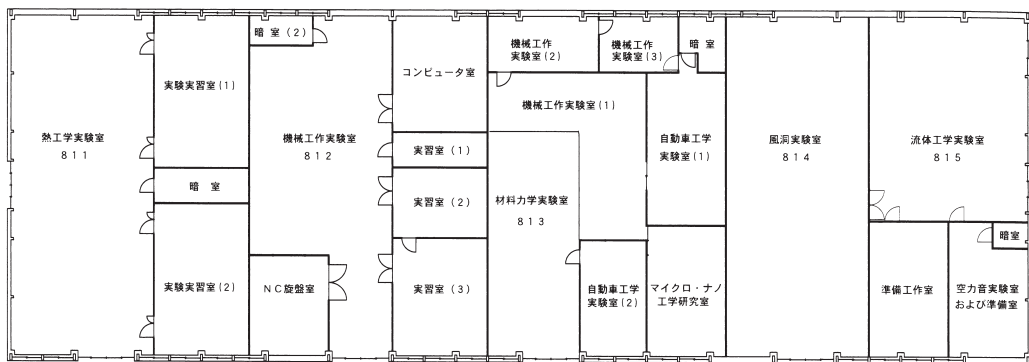 熱工学実験室
811
実験実習室(1)
暗 室
実験実習室(2)
暗 室 (2)
機械工作実験室
812
NC旋盤室
コンピュータ室
実習室 (1)
実習室 (2)
実習室 (3)
機械工作
実験室(2)
機械工作
実験室(3)
暗 室
機械工作実験室(1)
材料力学実験室
813
自動車工学
実験室(1)
自動車工学
実験室(2)
マイクロ・ナノ
工学研究室
風洞実験室
814
流体工学実験室
815
準備工作室
暗室
空力音実験室
および準備室